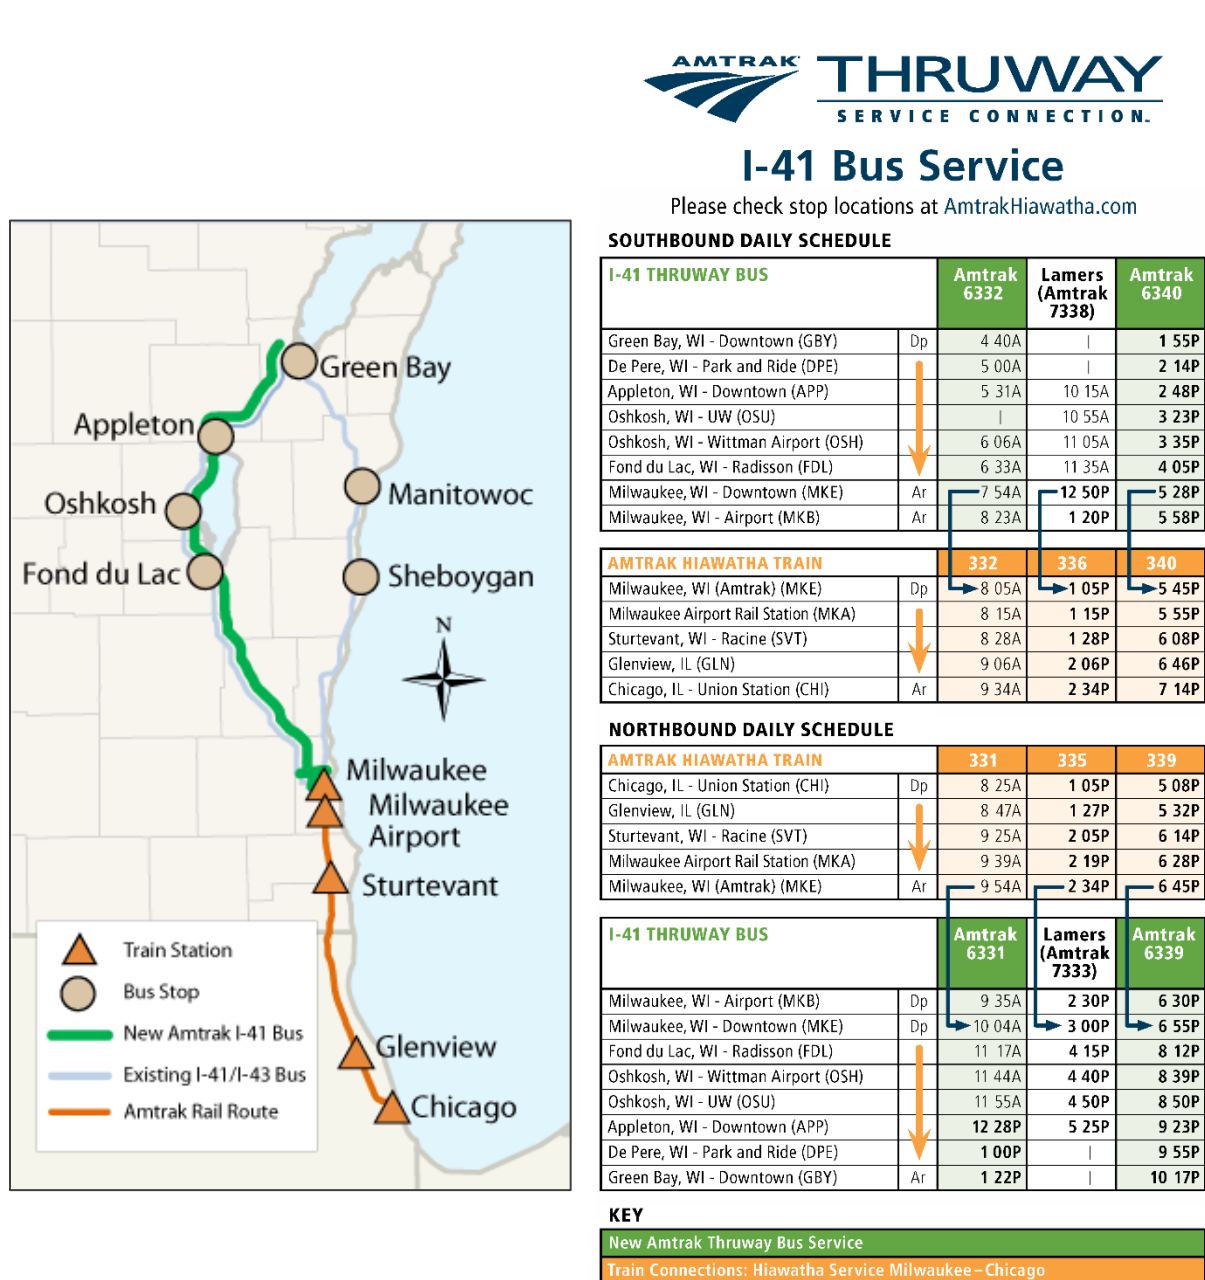 AMTRAK THRUWAY
SERVICE CONNECTION
I-41 Bus Service
Please check stop locations at AmtrakHiawatha.com
Green Bay
Appleton
Oshkosh
Manitowoc
Fond du Lac
Sheboygan
N
Milwaukee
Milwaukee
Airport
Sturtevant
Glenview
Chicago
Train Station
Bus Stop
New Amtrak I-41 Bus
Existing I-41/I-43 Bus
Amtrak Rail Route
SOUTHBOUND DAILY SCHEDULE
I-41 THRUWAY BUS Amtrak 6332 Lamers (Amtrak 7338) Amtrak 6340
Green Bay, WI - Downtown (GBY) Dp 4 40A | 1 55P
De Pere, WI - Park and Ride (DPE) 5 00A | 2 14P
Appleton, WI - Downtown (APP) 5 31A 10 15A 2 48P
Oshkosh, WI - UW (OSU) | 10 55A 3 23P
Oshkosh, WI - Wittman Airport (OSH) 6 06A 11 05A 3 35P
Fond du Lac, WI - Radisson (FDL) 6 33A 11 35A 4 05P
Milwaukee, WI - Downtown (MKE) Ar 7 54A 12 50P 5 28P
Milwaukee, WI - Airport (MKB) Ar 8 23A 1 20P 5 58P
AMTRAK HIAWATHA TRAIN 332 336 340
Milwaukee, WI (Amtrak) (MKE) Dp 8 05A 1 05P 5 45P
Milwaukee Airport Rail Station (MKA) 8 15A 1 15P 5 55P
Sturtevant, WI - Racine (SVT) 8 28A 1 28P 6 08P
Glenview, IL (GLN) 9 06A 2 06P 6 46P
Chicago, IL - Union Station (CHI) Ar 9 34A 2 34P 7 14P
NORTHBOUND DAILY SCHEDULE
AMTRAK HIAWATHA TRAIN 331 335 339
Chicago, IL - Union Station (CHI) Dp 8 25A 1 05P 5 08P
Glenview, IL (GLN) 8 47A 1 27P 5 32P
Sturtevant, WI - Racine (SVT) 9 25A 2 05P 6 14P
Milwaukee Airport Rail Station (MKA) 9 39A 2 19P 6 28P
Milwaukee, WI (Amtrak) (MKE) Ar 9 54A 2 34P 6 45P
I-41 THRUWAY BUS Amtrak 6331 Lamers (Amtrak 7333) Amtrak 6339
Milwaukee, WI - Airport (MKB) Dp 9 35A 2 30P 6 30P
Milwaukee, WI - Downtown (MKE) Dp 10 04A 3 00P 6 55P
Fond du Lac, WI - Radisson (FDL) 11 17A 4 15P 8 12P
Oshkosh, WI - Wittman Airport (OSH) 11 44A 4 40P 8 39P
Oshkosh, WI - UW (OSU) 11 55A 4 50P 8 50P
Appleton, WI - Downtown (APP) 12 28P 5 25P 9 23P
De Pere, WI - Park and Ride (DPE) 1 00P | 9 55P
Green Bay, WI - Downtown (GBY) Ar 1 22P | 10 17P
KEY
New Amtrak Thruway Bus Service
Train Connections: Hiawatha Service Milwaukee–Chicago